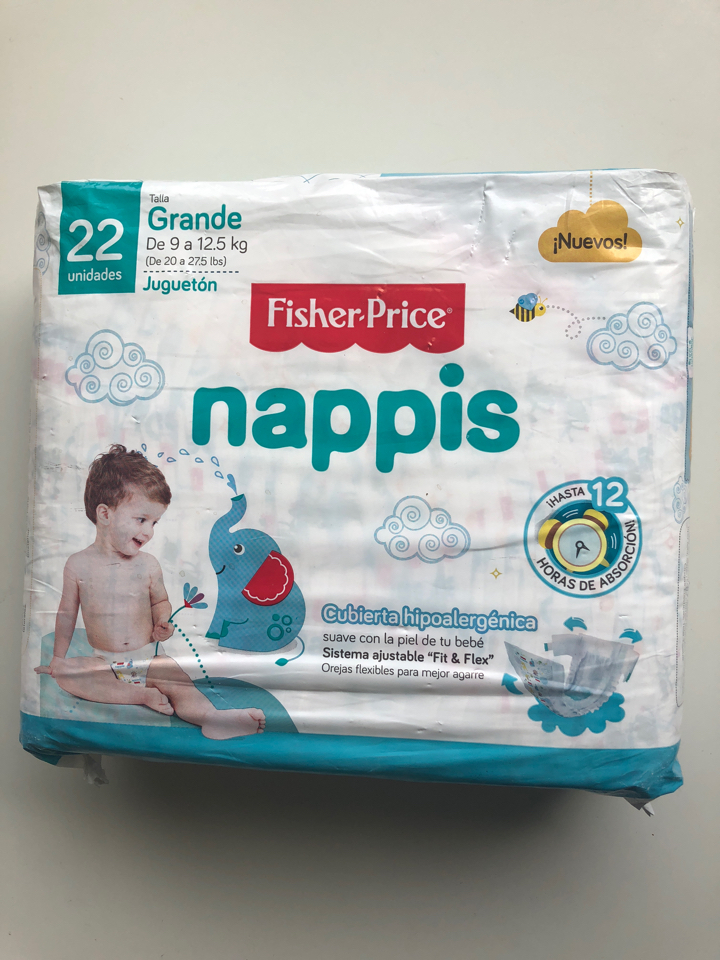 22
unidades
Talla
Grande
De 9 a 12.5 kg
(De 20 a 27.5 lbs)
Juguetón
¡Nuevos!
Fisher-Price®
nappis
¡HASTA 12
HORAS DE ABSORCIÓN!
Cubierta hipoalergénica
suave con la piel de tu bebé
Sistema ajustable "Fit & Flex"
Orejas flexibles para mejor agarre